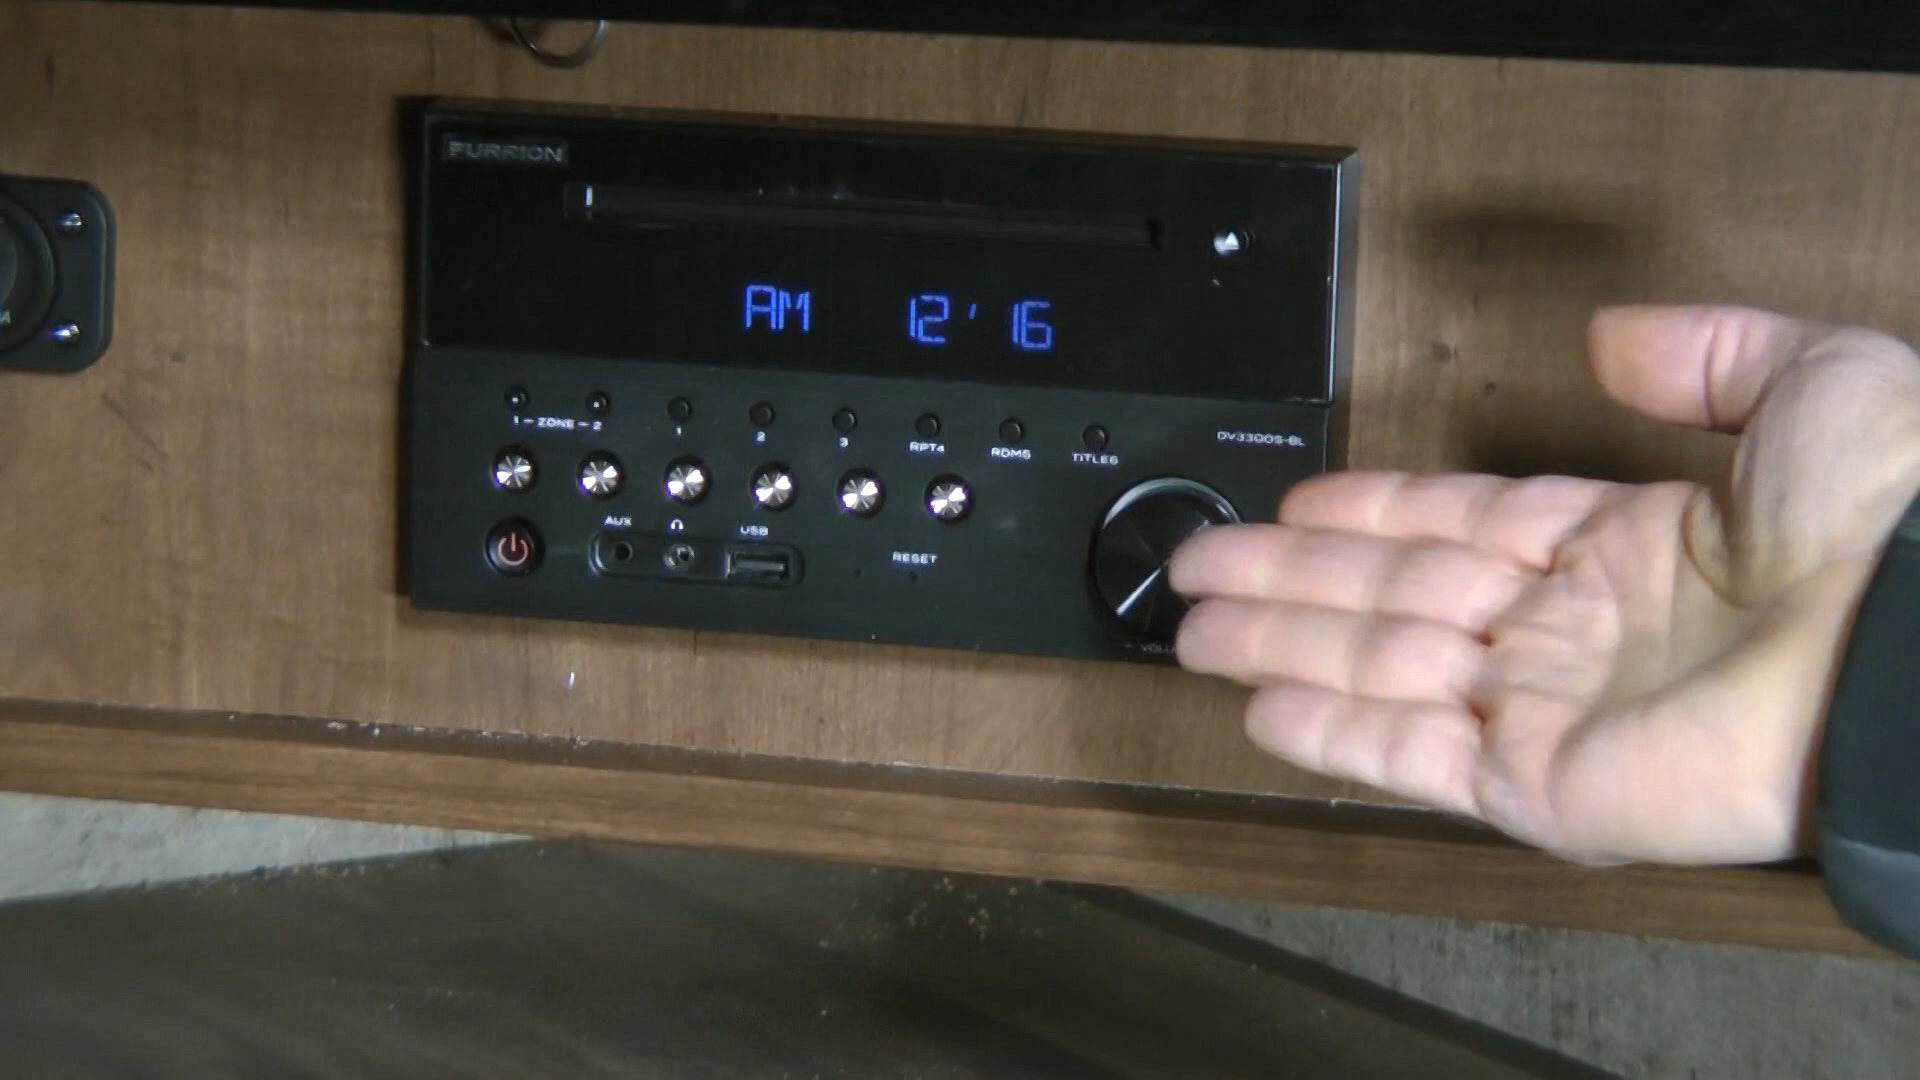 FURRION
AM 12'16
1 - ZONE - 2
1
2
3
RPT4
RDM5
TITLE6
DV3300S-BL
AUX
USB
RESET